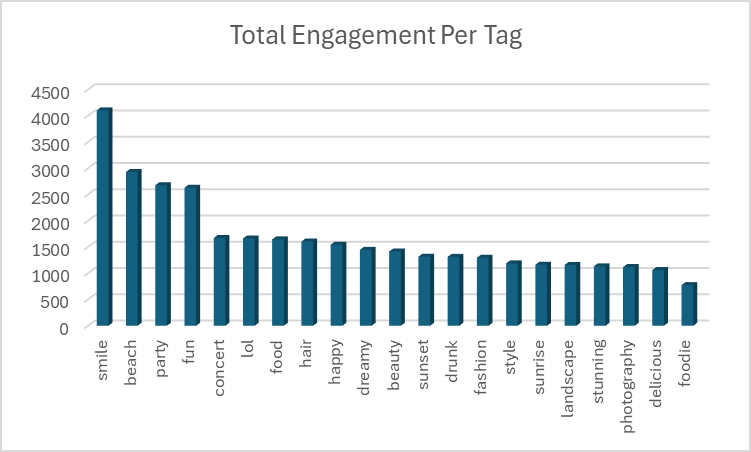 Total Engagement Per Tag
4500
4000
3500
3000
2500
2000
1500
1000
500
0
smile
beach
party
fun
concert
lol
food
hair
happy
dreamy
beauty
sunset
drunk
fashion
style
sunrise
landscape
stunning
photography
delicious
foodie